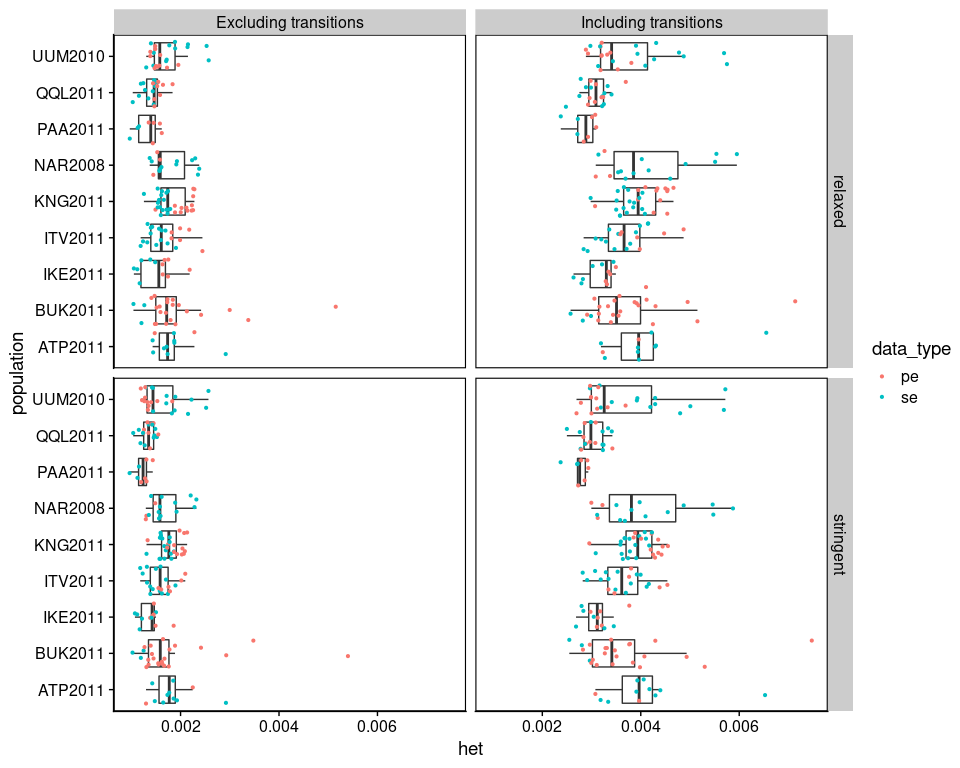 Excluding transitions
Including transitions
population
UUM2010
QQL2011
PAA2011
NAR2008
KNG2011
ITV2011
IKE2011
BUK2011
ATP2011
relaxed
UUM2010
QQL2011
PAA2011
NAR2008
KNG2011
ITV2011
IKE2011
BUK2011
ATP2011
stringent
0.002
0.004
0.006
0.002
0.004
0.006
het
data_type
pe
se